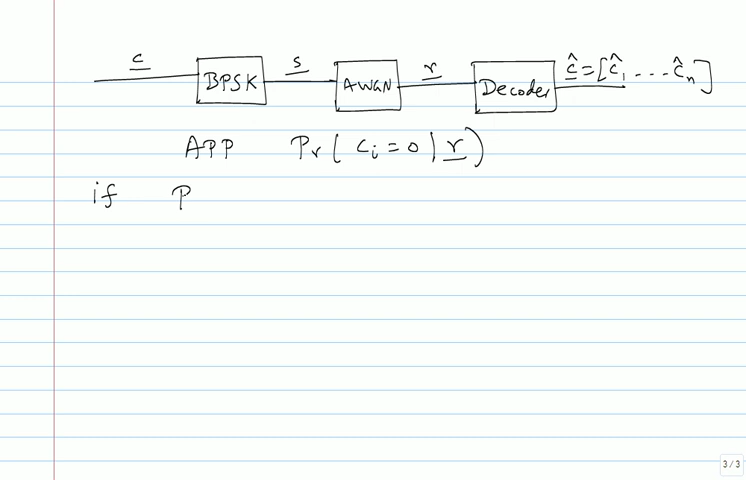 c BPSK s AWGN r Decoder ĉ = [ĉ₁ ... ĉₙ]
APP Pr( cᵢ = 0 | r )
if P
3 / 3